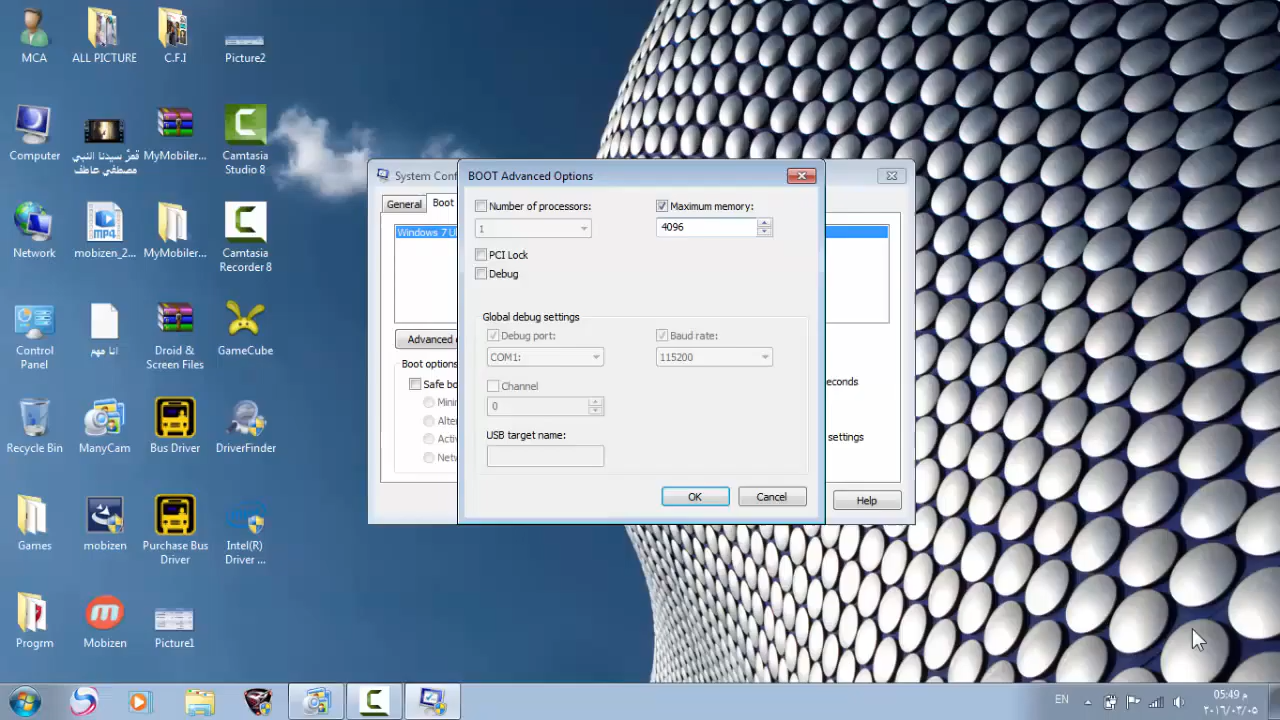 MCA
ALL PICTURE
C.F.I
Picture2
Computer
قمرٌ سيدنا النبي
مصطفى عاطف
MyMobiler...
Camtasia
Studio 8
Network
mobizen_2...
MyMobiler...
Camtasia
Recorder 8
Control
Panel
انا مهم
Droid &
Screen Files
GameCube
Recycle Bin
ManyCam
Bus Driver
DriverFinder
Games
mobizen
Purchase Bus
Driver
Intel(R)
Driver ...
Progrm
Mobizen
Picture1
System Conf
General
Boot
Windows 7 U
Advanced
Boot options
Safe bo
Minir
Alter
Activ
Netw
econds
settings
Help
BOOT Advanced Options
Number of processors:
1
Maximum memory:
4096
PCI Lock
Debug
Global debug settings
Debug port:
COM1:
Baud rate:
115200
Channel
0
USB target name:
OK
Cancel
EN
05:49 م
٢٠١٦/٠٣/٠٥